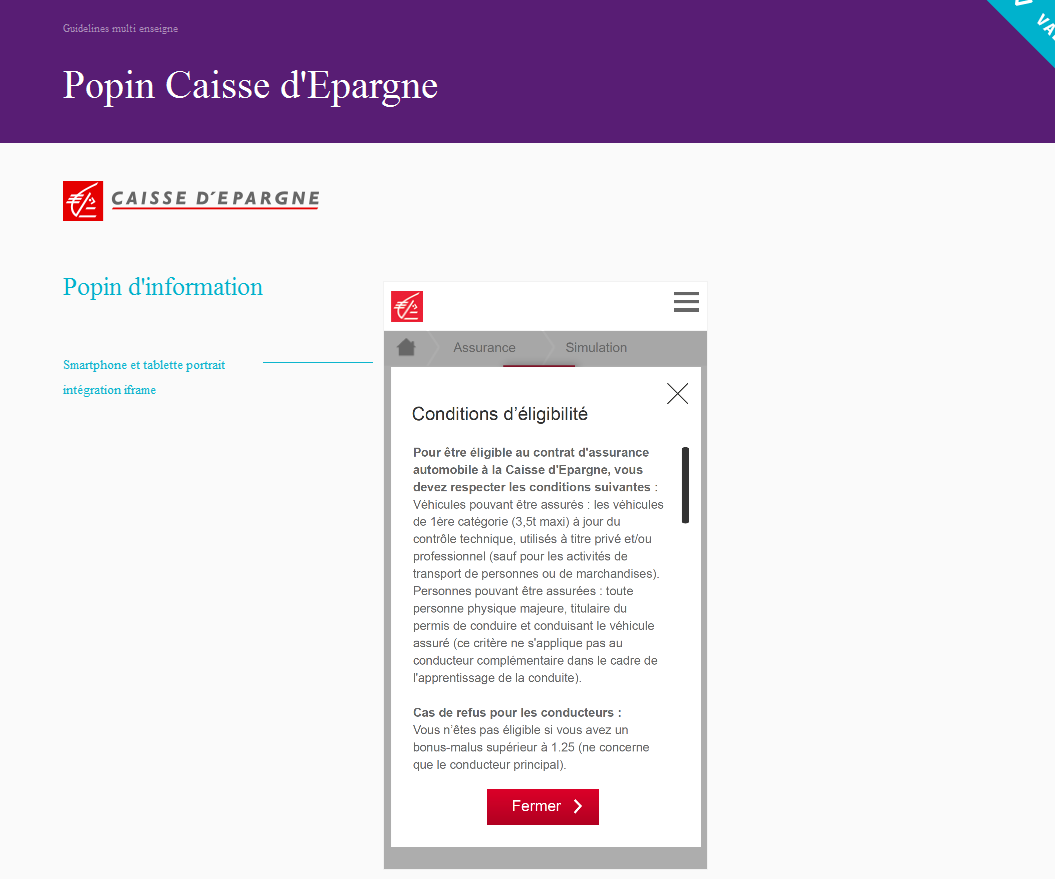 Guidelines multi enseigne
Popin Caisse d'Epargne
CAISSE D'EPARGNE
Popin d'information
Smartphone et tablette portrait
intégration iframe
Assurance
Simulation
Conditions d'éligibilité
Pour être éligible au contrat d'assurance
automobile à la Caisse d'Epargne, vous
devez respecter les conditions suivantes :
Véhicules pouvant être assurés : les véhicules
de 1ère catégorie (3,5t maxi) à jour du
contrôle technique, utilisés à titre privé et/ou
professionnel (sauf pour les activités de
transport de personnes ou de marchandises).
Personnes pouvant être assurées : toute
personne physique majeure, titulaire du
permis de conduire et conduisant le véhicule
assuré (ce critère ne s'applique pas au
conducteur complémentaire dans le cadre de
l'apprentissage de la conduite).
Cas de refus pour les conducteurs :
Vous n’êtes pas éligible si vous avez un
bonus-malus supérieur à 1.25 (ne concerne
que le conducteur principal).
Fermer